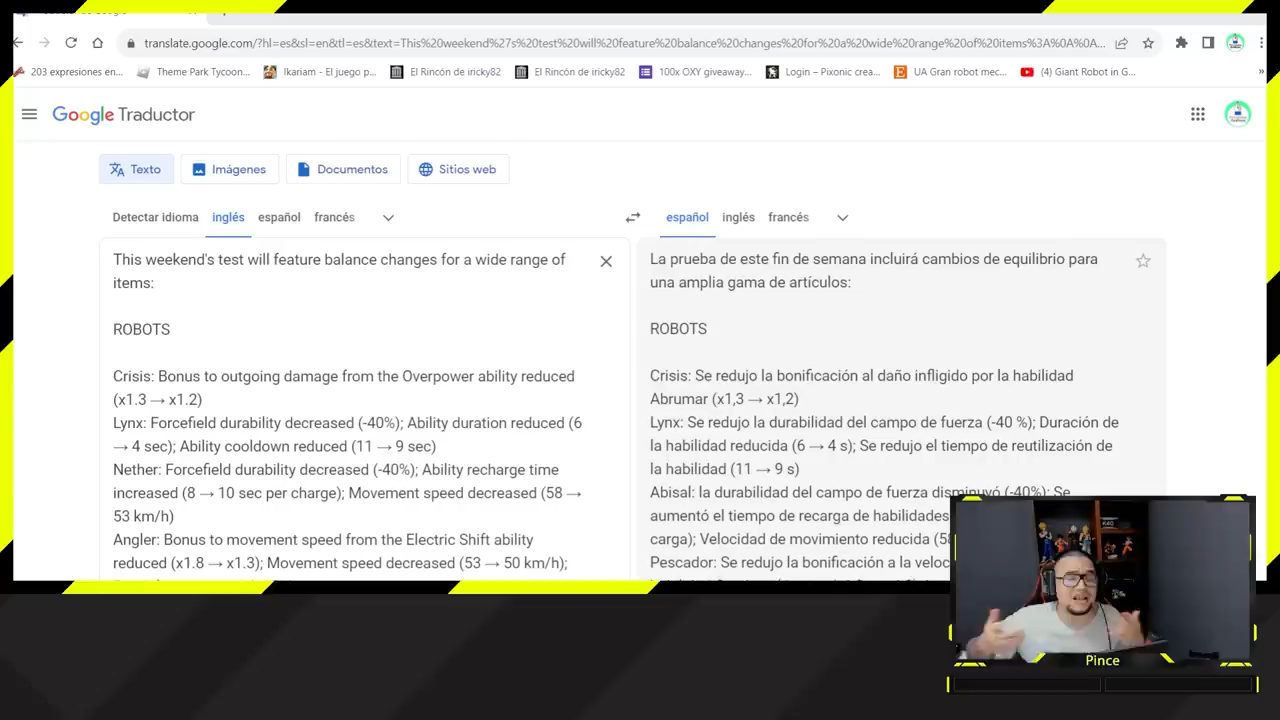 translate.google.com/?hl=es&sl=en&tl=es&text=This%20weekend%27s%20test%20will%20feature%20balance%20changes%20for%20a%20wide%20range%20of%20items%3A%0A%0A...
203 expresiones en...
Theme Park Tycoon...
Ikariam - El juego p...
El Rincón de iricky82
El Rincón de iricky82
100x OXY giveaway...
Login – Pixonic crea...
UA Gran robot mec...
(4) Giant Robot in G...
»
Google Traductor
Texto
Imágenes
Documentos
Sitios web
Detectar idioma
inglés
español
francés
español
inglés
francés
This weekend's test will feature balance changes for a wide range of
items:
ROBOTS
Crisis: Bonus to outgoing damage from the Overpower ability reduced
(x1.3 → x1.2)
Lynx: Forcefield durability decreased (-40%); Ability duration reduced (6
→ 4 sec); Ability cooldown reduced (11 → 9 sec)
Nether: Forcefield durability decreased (-40%); Ability recharge time
increased (8 → 10 sec per charge); Movement speed decreased (58 →
53 km/h)
Angler: Bonus to movement speed from the Electric Shift ability
reduced (x1.8 → x1.3); Movement speed decreased (53 → 50 km/h);
La prueba de este fin de semana incluirá cambios de equilibrio para
una amplia gama de artículos:
ROBOTS
Crisis: Se redujo la bonificación al daño infligido por la habilidad
Abrumar (x1,3 → x1,2)
Lynx: Se redujo la durabilidad del campo de fuerza (-40 %); Duración de
la habilidad reducida (6 → 4 s); Se redujo el tiempo de reutilización de
la habilidad (11 → 9 s)
Abisal: la durabilidad del campo de fuerza disminuyó (-40%); Se
aumentó el tiempo de recarga de habilidades
carga); Velocidad de movimiento reducida (5
Pescador: Se redujo la bonificación a la veloc
Pince